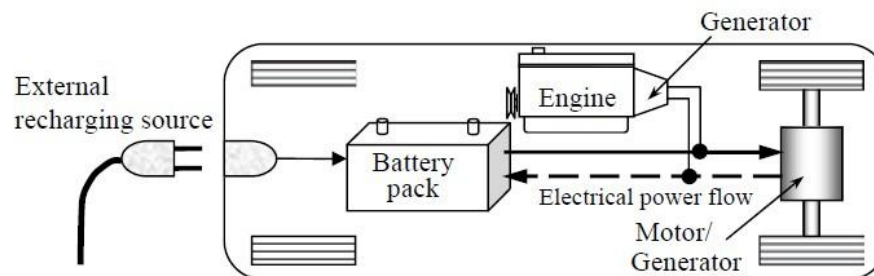 Generator
External
recharging source
Engine
Battery
pack
Electrical power flow
Motor/
Generator